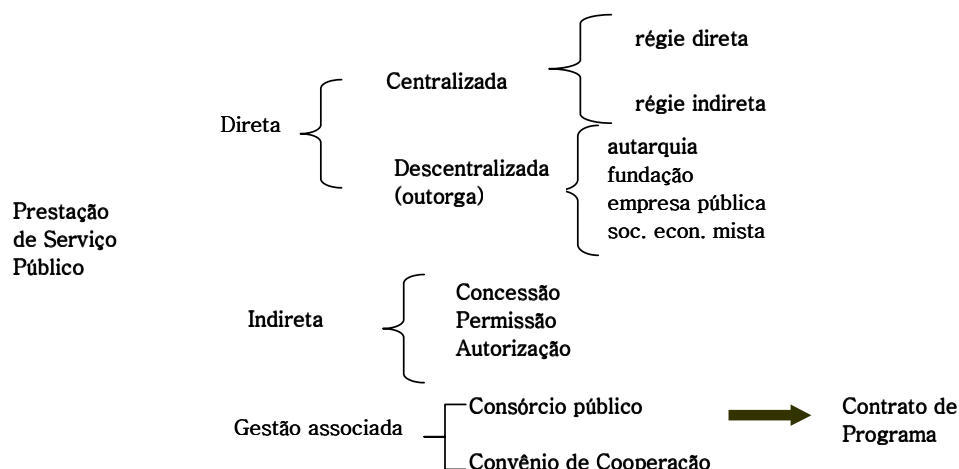 Prestação
de Serviço
Público
Direta
Centralizada
régie direta
régie indireta
Descentralizada
(outorga)
autarquia
fundação
empresa pública
soc. econ. mista
Indireta
Concessão
Permissão
Autorização
Gestão associada
Consórcio público
Convênio de Cooperação
Contrato de
Programa